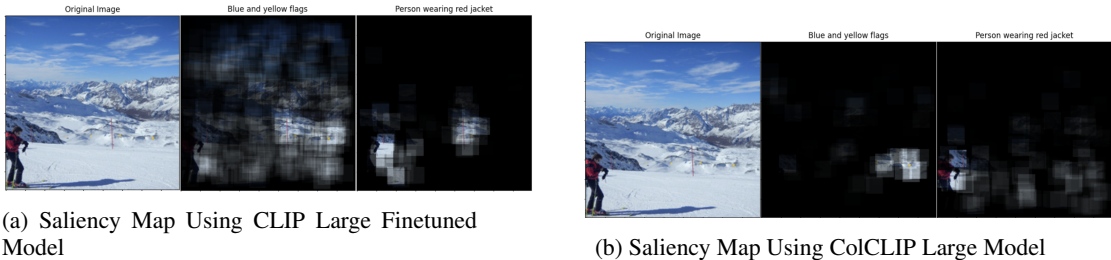 Original Image Blue and yellow flags Person wearing red jacket
(a) Saliency Map Using CLIP Large Finetuned
Model
Original Image Blue and yellow flags Person wearing red jacket
(b) Saliency Map Using ColCLIP Large Model